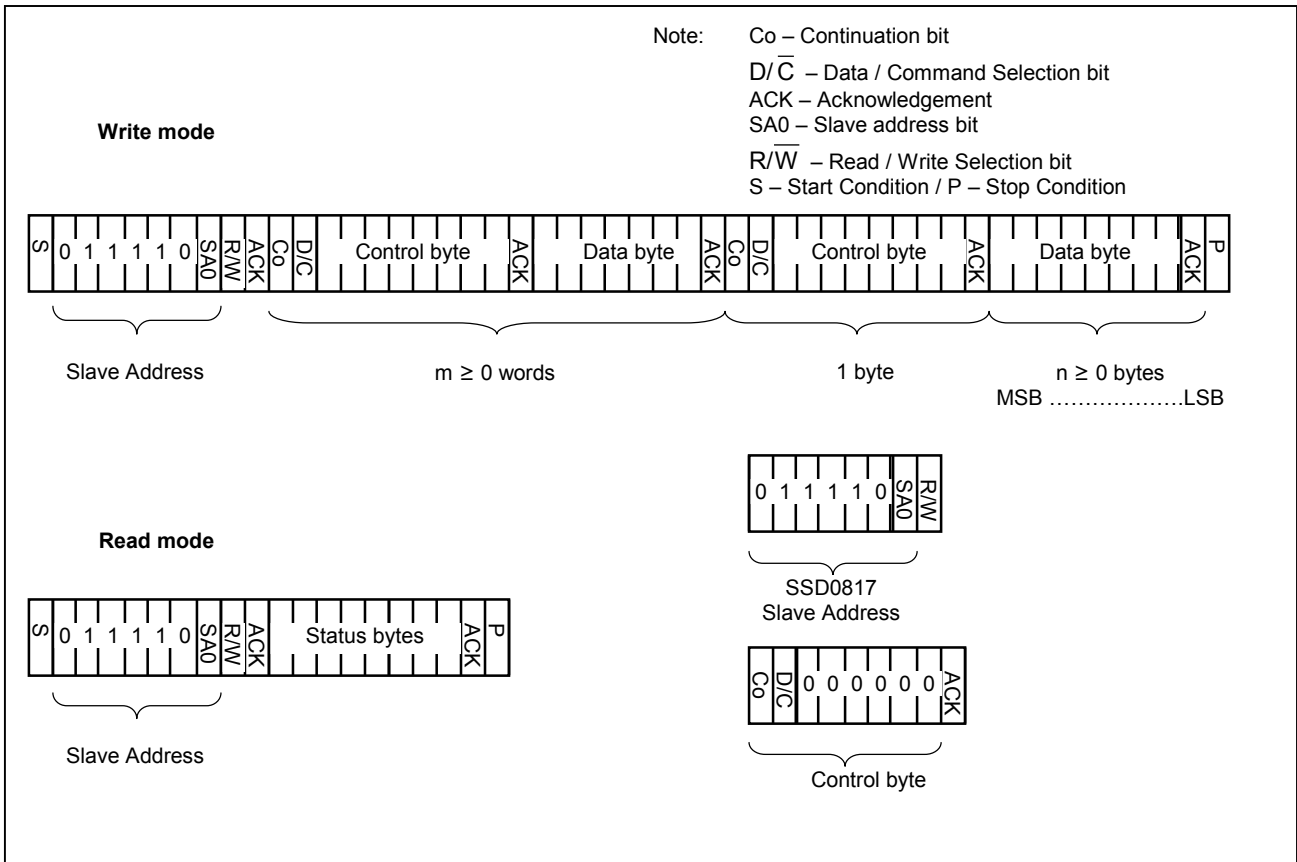 Note: Co – Continuation bit
D/C̅ – Data / Command Selection bit
ACK – Acknowledgement
SA0 – Slave address bit
R/W̅ – Read / Write Selection bit
S – Start Condition / P – Stop Condition
Write mode
S 0 1 1 1 1 0 SA0 R/W ACK Co D/C Control byte ACK Data byte ACK Co D/C Control byte ACK Data byte ACK P
Slave Address m ≥ 0 words 1 byte n ≥ 0 bytes
MSB ………………..LSB
0 1 1 1 1 0 SA0 R/W
Read mode
SSD0817
Slave Address
S 0 1 1 1 1 0 SA0 R/W ACK Status bytes ACK P
Co D/C 0 0 0 0 0 0 ACK
Slave Address
Control byte